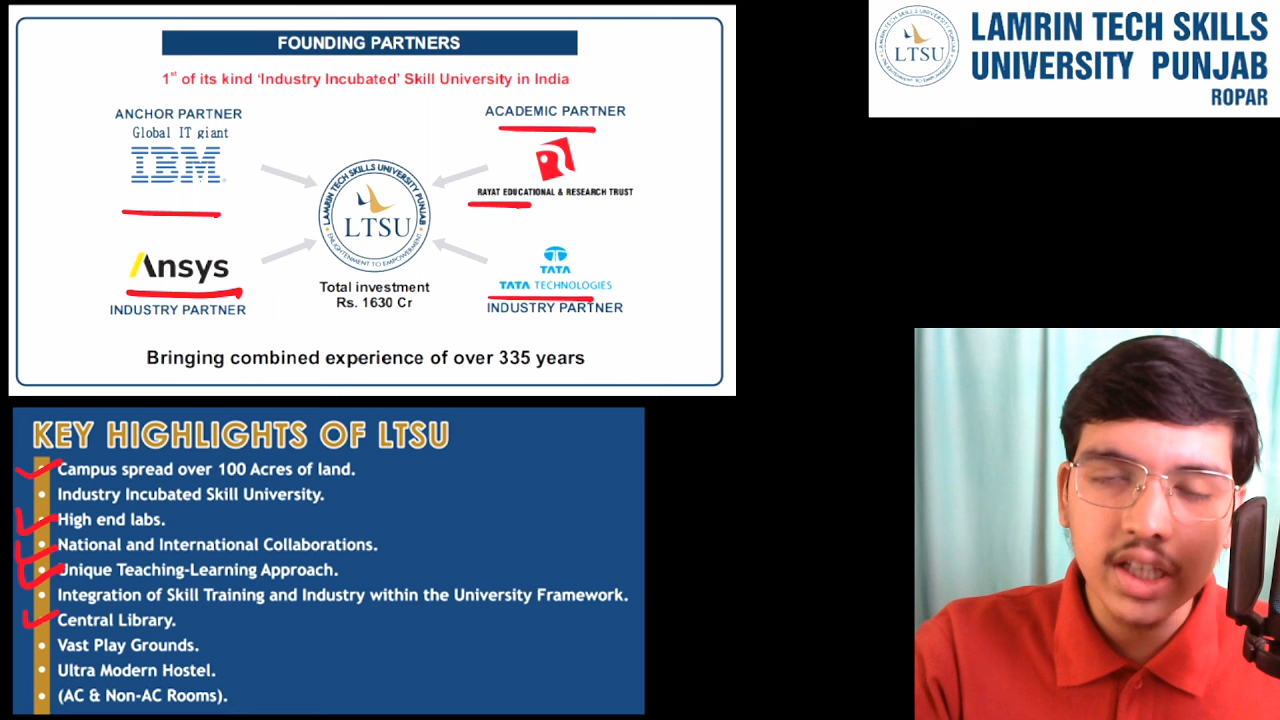 FOUNDING PARTNERS
1st of its kind ‘Industry Incubated’ Skill University in India
ANCHOR PARTNER
Global IT giant
IBM
ACADEMIC PARTNER
RAYAT EDUCATIONAL & RESEARCH TRUST
LAMRIN TECH SKILLS UNIVERSITY PUNJAB
LTSU
ENLIGHTENMENT TO EMPOWERMENT
Ansys
INDUSTRY PARTNER
TATA
TATA TECHNOLOGIES
INDUSTRY PARTNER
Total investment
Rs. 1630 Cr
Bringing combined experience of over 335 years
LTSU
LAMRIN TECH SKILLS
UNIVERSITY PUNJAB
ROPAR
KEY HIGHLIGHTS OF LTSU
• Campus spread over 100 Acres of land.
• Industry Incubated Skill University.
• High end labs.
• National and International Collaborations.
• Unique Teaching-Learning Approach.
• Integration of Skill Training and Industry within the University Framework.
• Central Library.
• Vast Play Grounds.
• Ultra Modern Hostel.
• (AC & Non-AC Rooms).